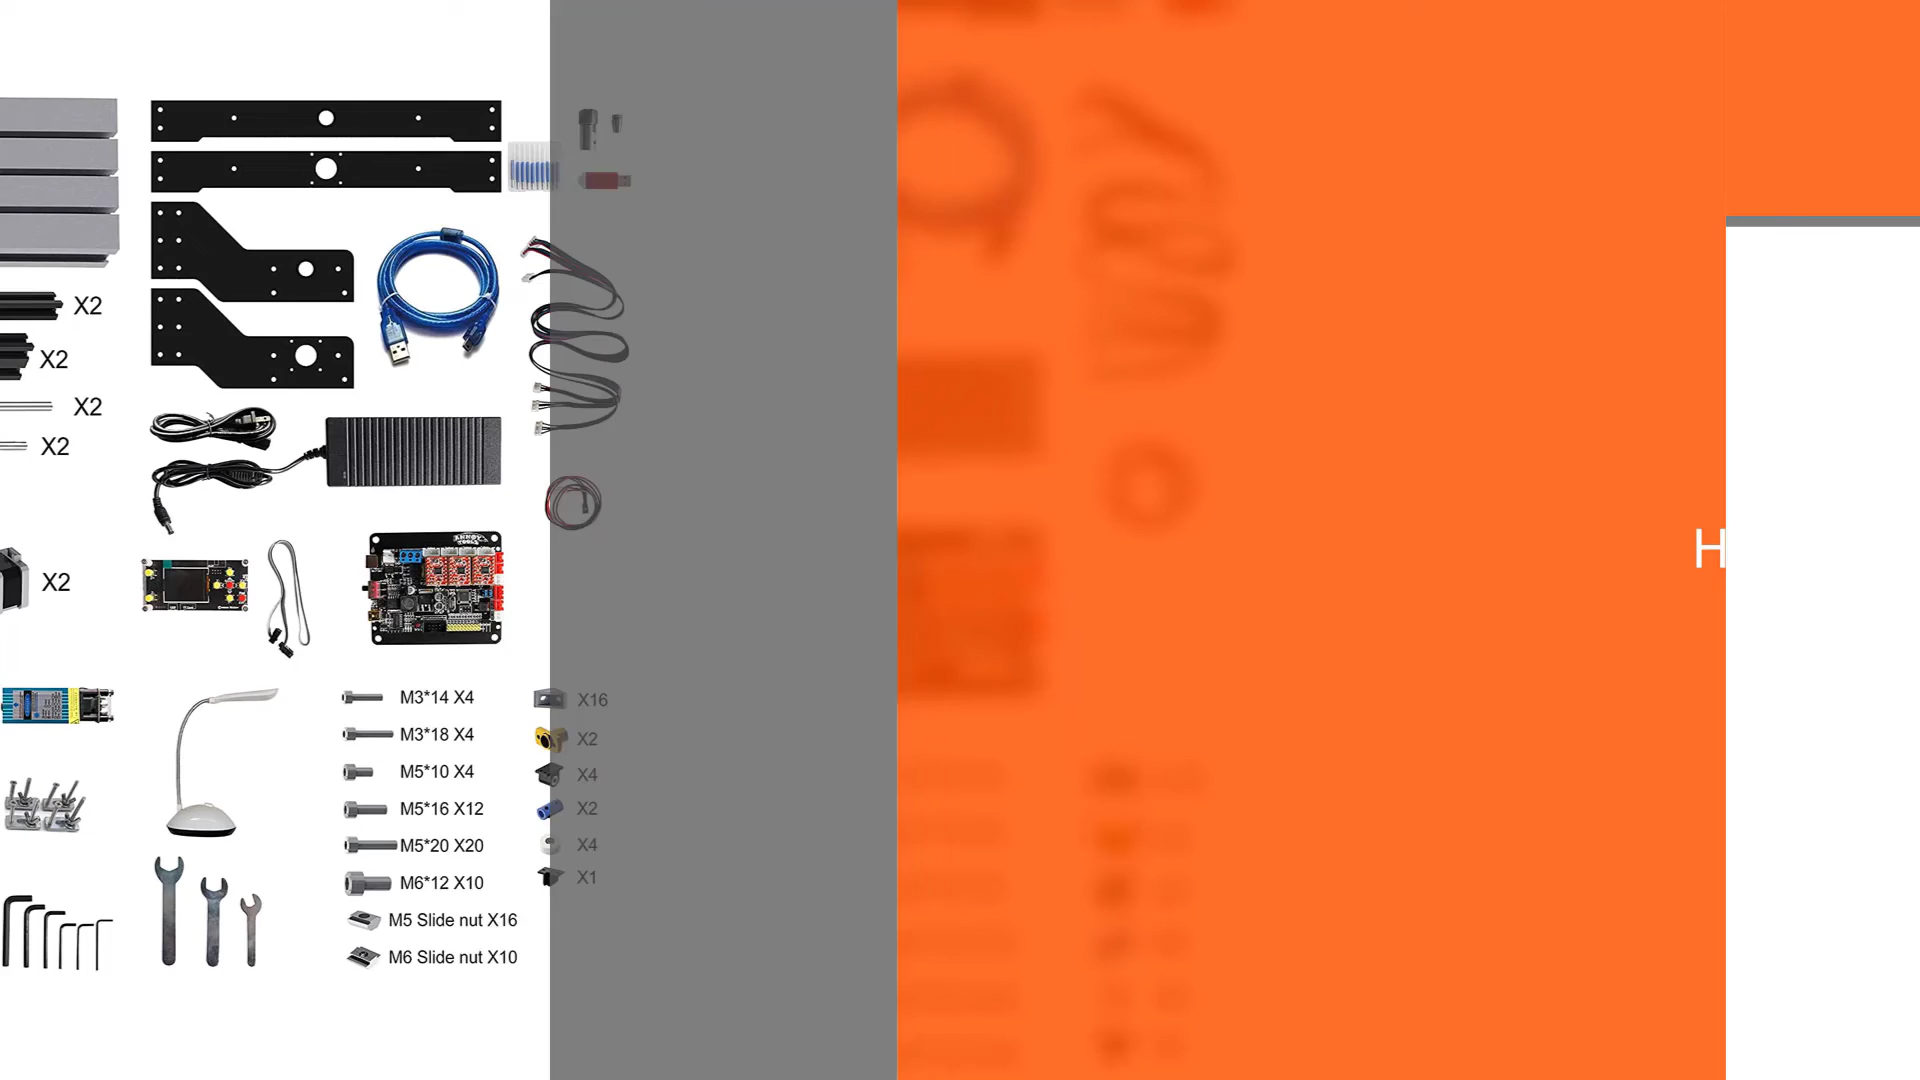 X2
X2
X2
X2
X2
M3*14 X4
M3*18 X4
M5*10 X4
M5*16 X12
M5*20 X20
M6*12 X10
M5 Slide nut X16
M6 Slide nut X10
X16
X2
X4
X2
X4
X1
H